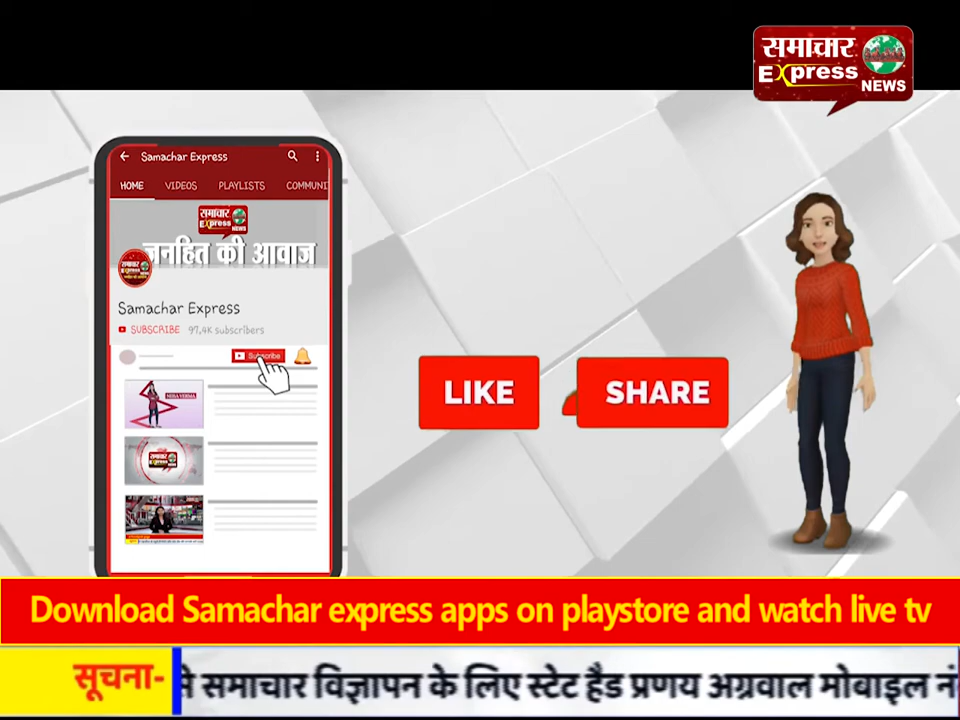 समाचार
Express
NEWS
Samachar Express
HOME VIDEOS PLAYLISTS COMMUNI
समाचार
Express
NEWS
जनहित की आवाज
Samachar Express
SUBSCRIBE 97,4K subscribers
Subscribe
LIKE
SHARE
Download Samachar express apps on playstore and watch live tv
सूचना- से समाचार विज्ञापन के लिए स्टेट हैड प्रणय अग्रवाल मोबाइल नं